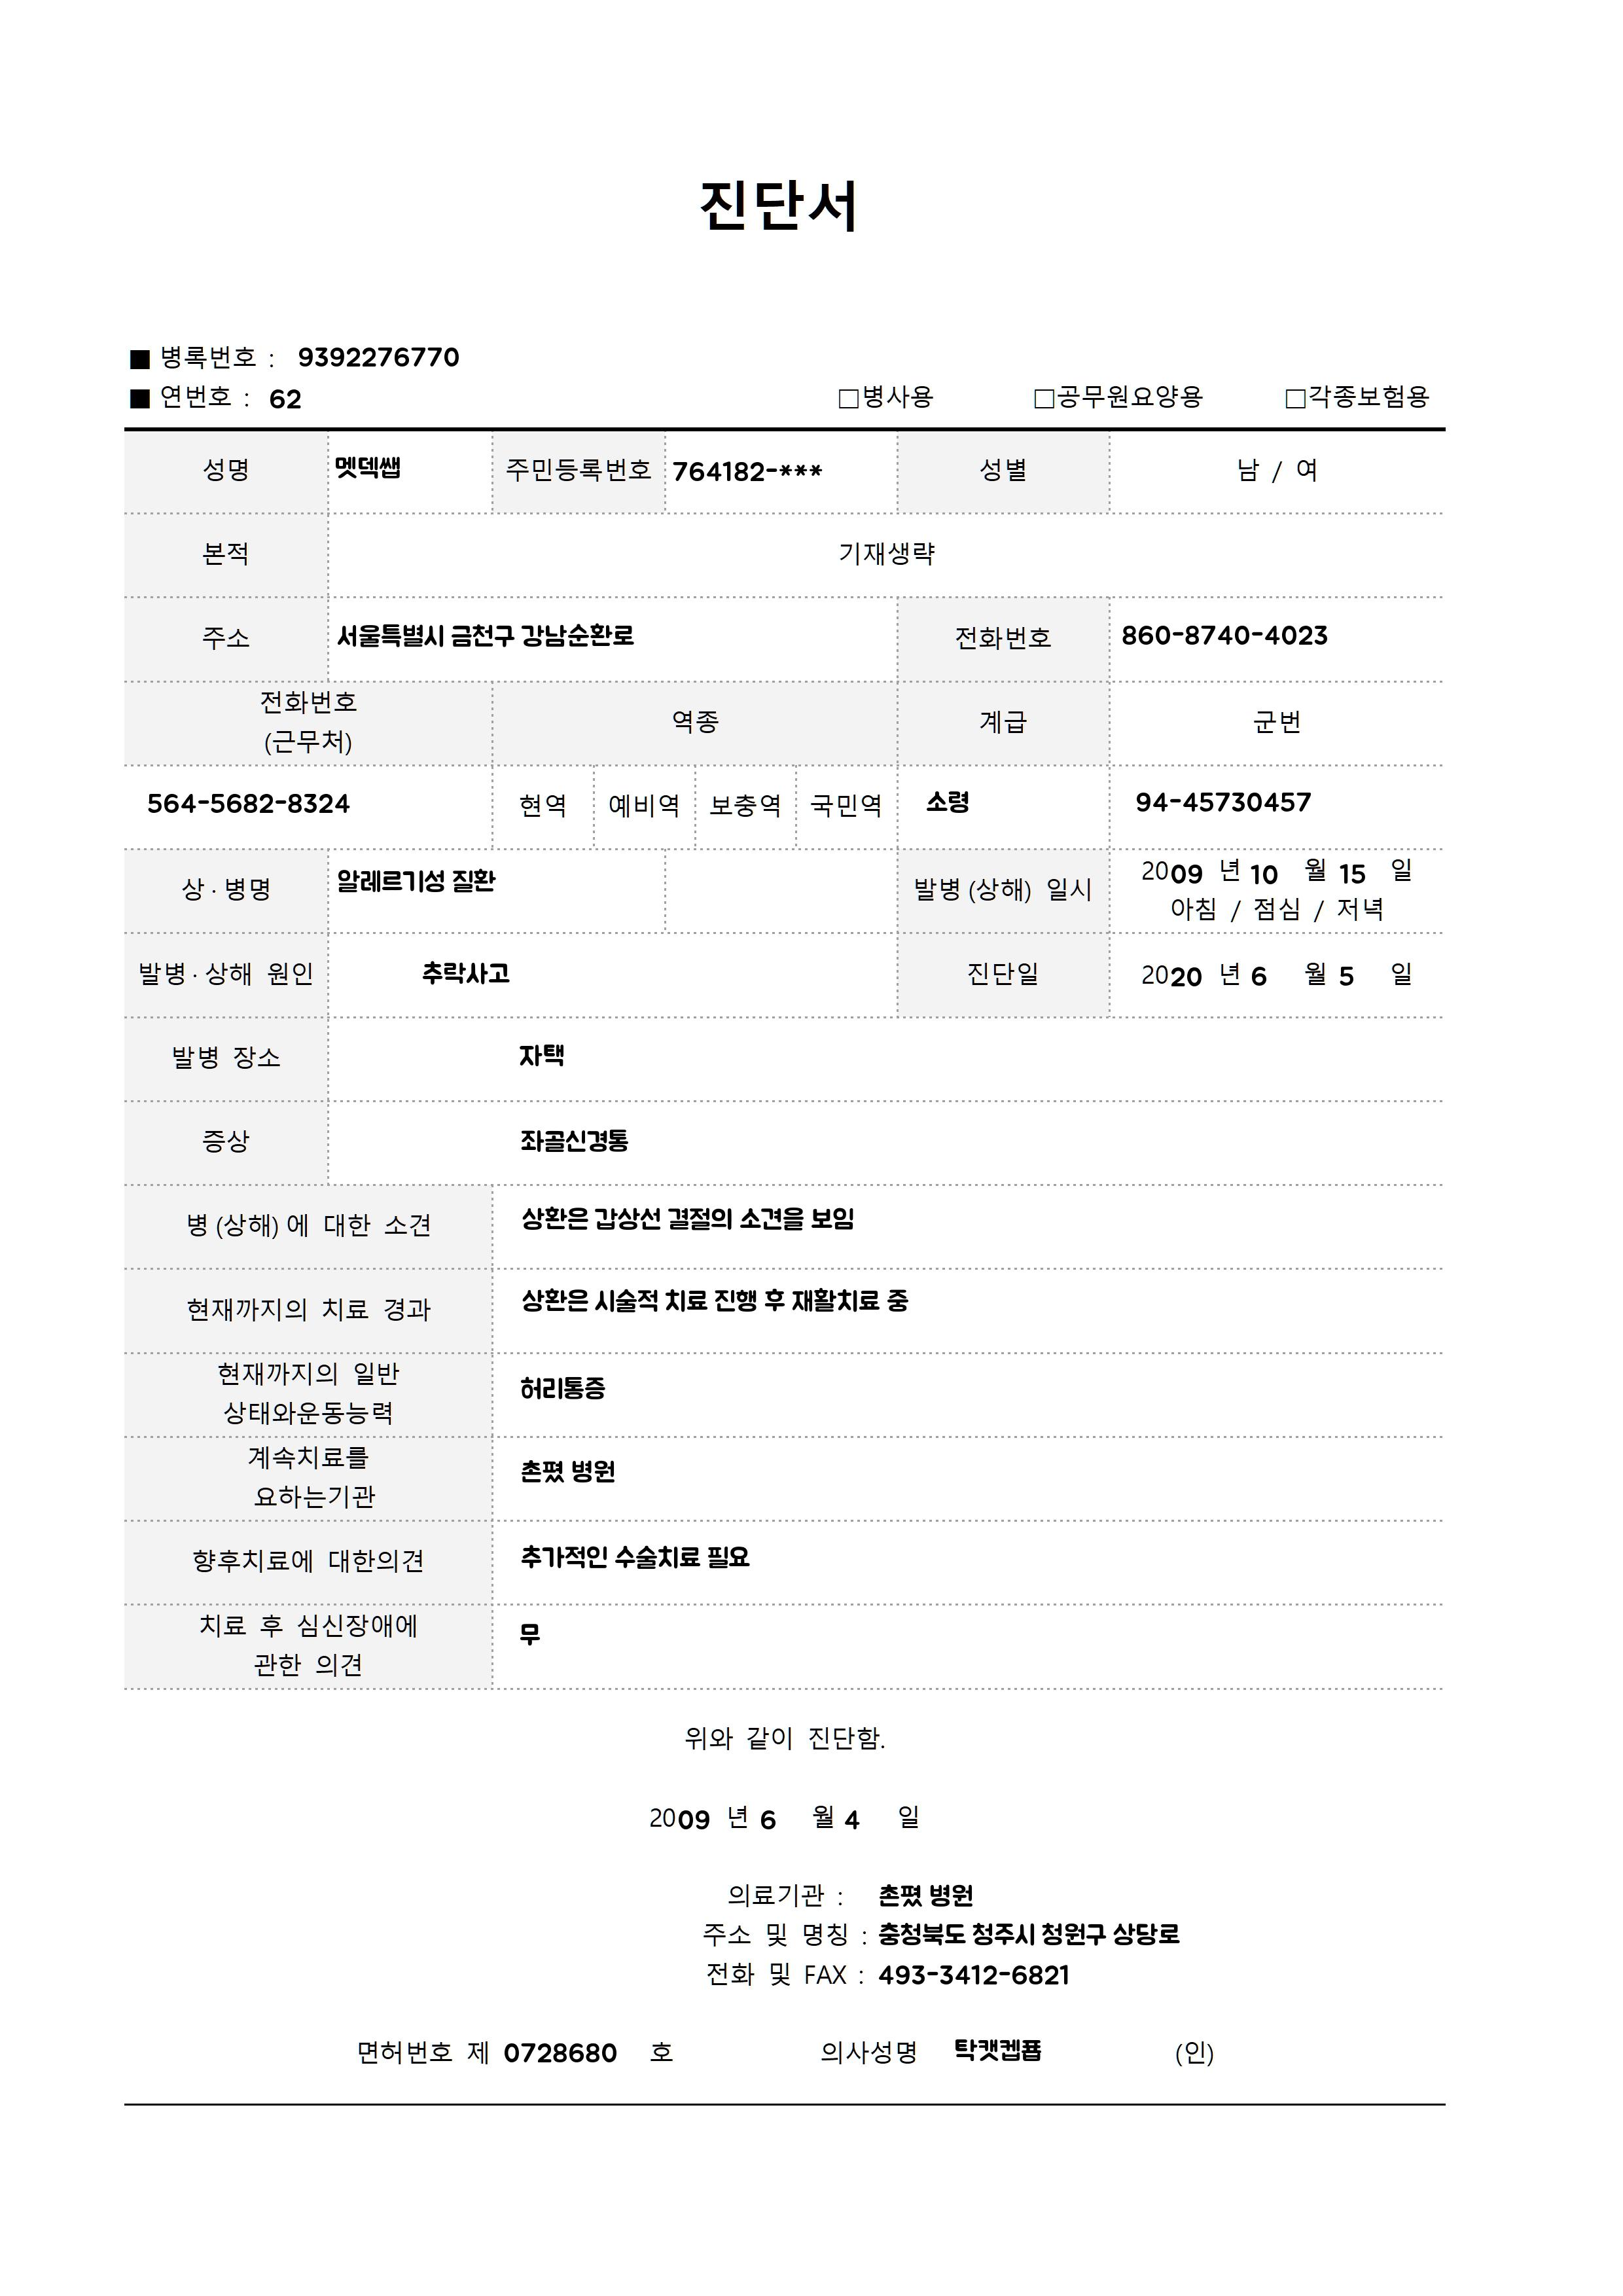 진단서
■ 병록번호 : 9392276770
■ 연번호 : 62 □병사용 □공무원요양용 □각종보험용
성명 멧덱쌥 주민등록번호 764182-*** 성별 남 / 여
본적 기재생략
주소 서울특별시 금천구 강남순환로 전화번호 860-8740-4023
전화번호
(근무처) 역종 계급 군번
564-5682-8324 현역 예비역 보충역 국민역 소령 94-45730457
상·병명 알레르기성 질환 발병(상해) 일시 2009 년 10 월 15 일
아침 / 점심 / 저녁
발병·상해 원인 추락사고 진단일 2020 년 6 월 5 일
발병 장소 자택
증상 좌골신경통
병(상해)에 대한 소견 상환은 갑상선 결절의 소견을 보임
현재까지의 치료 경과 상환은 시술적 치료 진행 후 재활치료 중
현재까지의 일반
상태와운동능력 허리통증
계속치료를
요하는기관 촌폈 병원
향후치료에 대한의견 추가적인 수술치료 필요
치료 후 심신장애에
관한 의견 무
위와 같이 진단함.
2009 년 6 월 4 일
의료기관 : 촌폈 병원
주소 및 명칭 : 충청북도 청주시 청원구 상당로
전화 및 FAX : 493-3412-6821
면허번호 제 0728680 호 의사성명 (인)